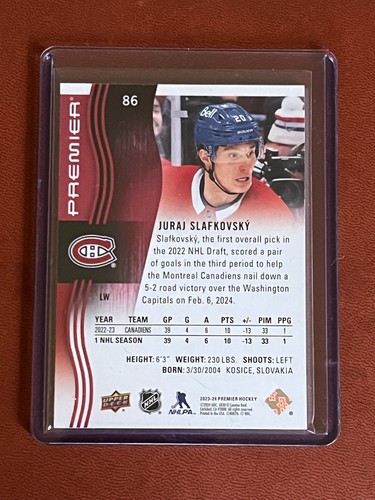 86
Bell
20
PREMIER
JURAJ SLAFKOVSKÝ
Slafkovský, the first overall pick in
the 2022 NHL Draft, scored a pair
of goals in the third period to help
the Montreal Canadiens nail down a
5-2 road victory over the Washington
Capitals on Feb. 6, 2024.
LW
YEAR TEAM GP G A PTS +/- PIM PPG
2022-23 CANADIENS 39 4 6 10 -13 33 1
1 NHL SEASON 39 4 6 10 -13 33 1
HEIGHT: 6'3" WEIGHT: 230 LBS. SHOOTS: LEFT
BORN: 3/30/2004 KOSICE, SLOVAKIA
UPPER DECK
NHL
NHLPA
2023-24 PREMIER HOCKEY